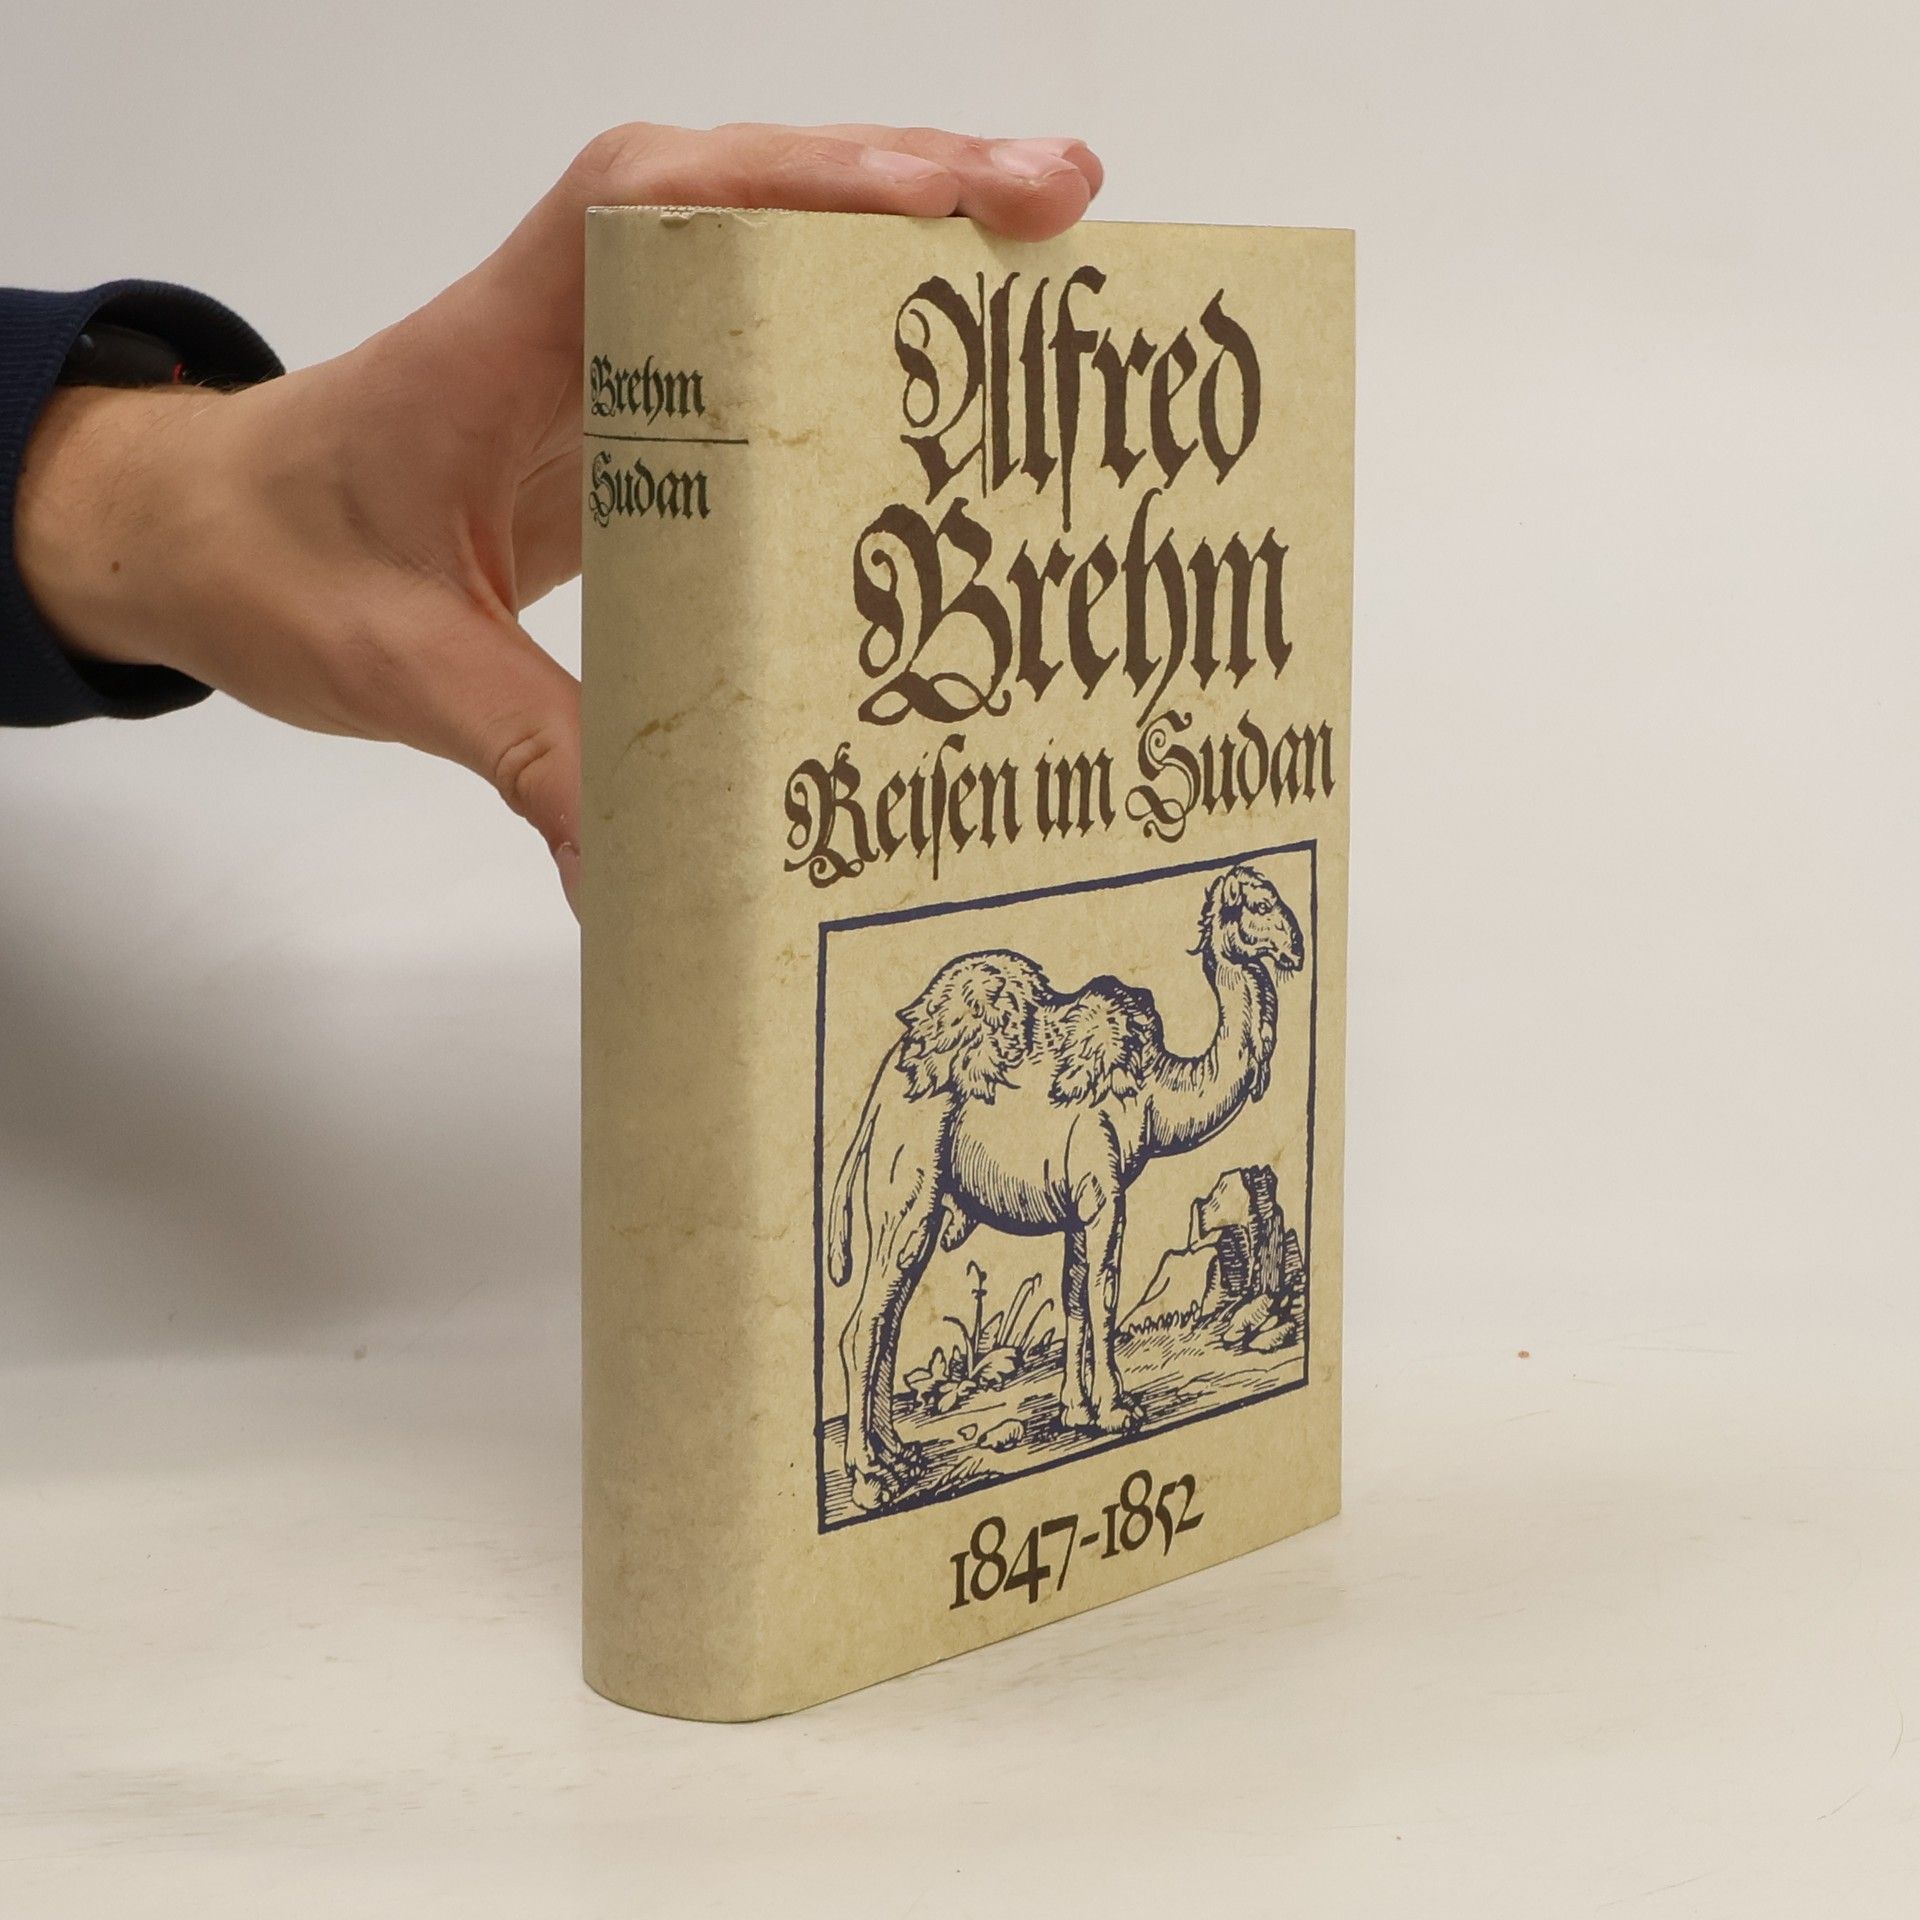 Brehm
Sudan
Alfred
Brehm
Reiſen im Sudan
1847-1852